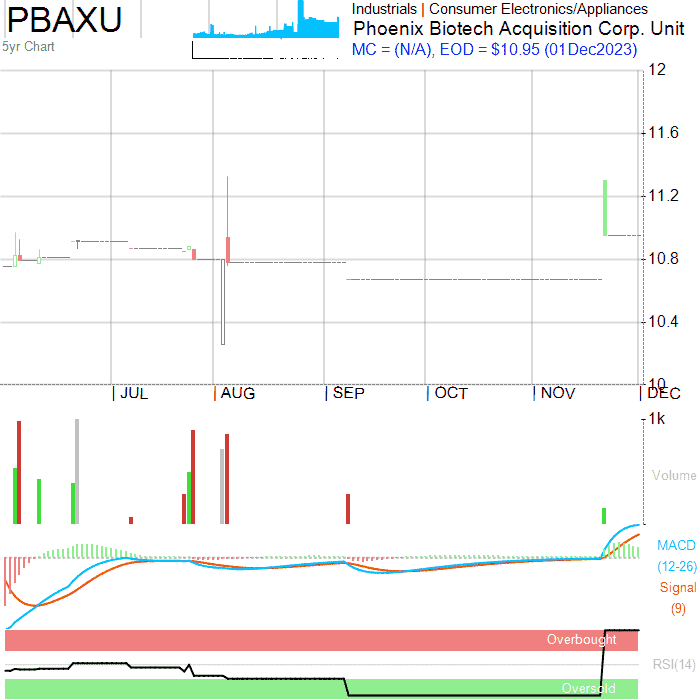 PBAXU
5yr Chart
Industrials | Consumer Electronics/Appliances
Phoenix Biotech Acquisition Corp. Unit
MC = (N/A), EOD = $10.95 (01Dec2023)
12
11.6
11.2
10.8
10.4
10
JUL AUG SEP OCT NOV DEC
1k
Volume
MACD
(12-26)
Signal
(9)
Overbought
RSI(14)
Oversold